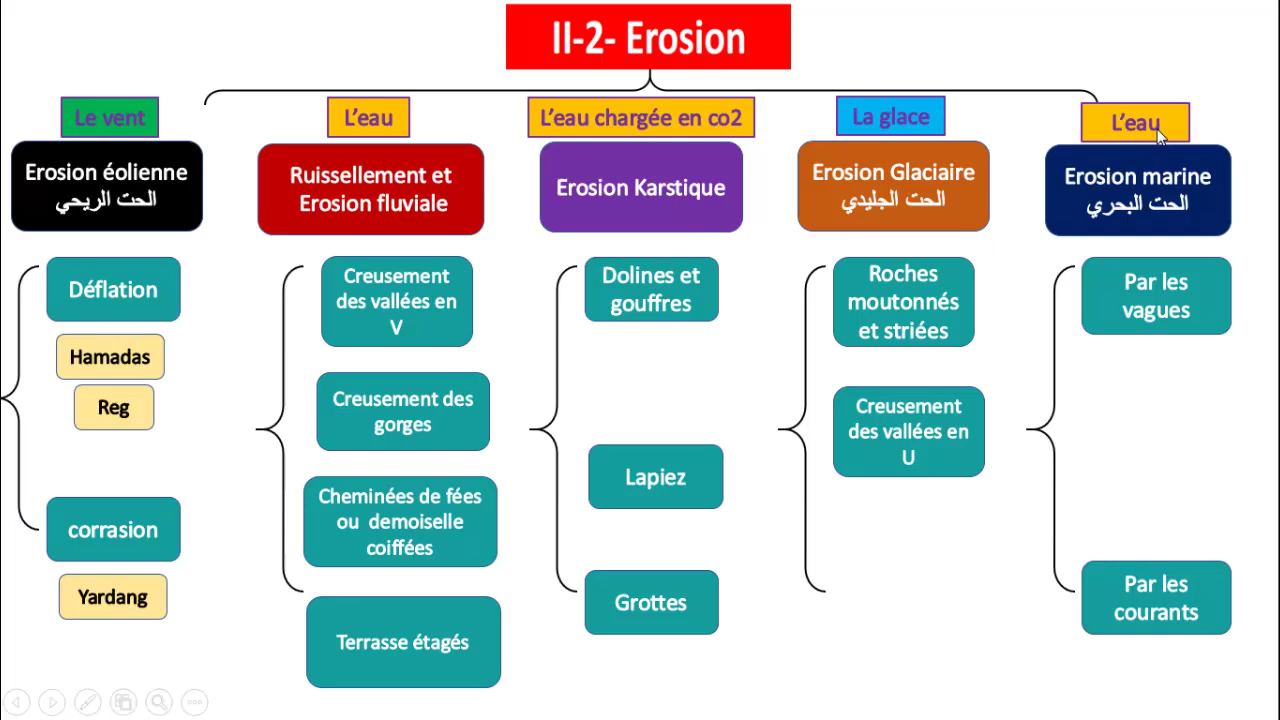 II-2- Erosion
Le vent
Erosion éolienne
الحت الريحي
Déflation
Hamadas
Reg
corrasion
Yardang
L’eau
Ruissellement et
Erosion fluviale
Creusement
des vallées en
V
Creusement des
gorges
Cheminées de fées
ou demoiselle
coiffées
Terrasse étagés
L’eau chargée en co2
Erosion Karstique
Dolines et
gouffres
Lapiez
Grottes
La glace
Erosion Glaciaire
الحت الجليدي
Roches
moutonnés
et striées
Creusement
des vallées en
U
L’eau
Erosion marine
الحت البحري
Par les
vagues
Par les
courants